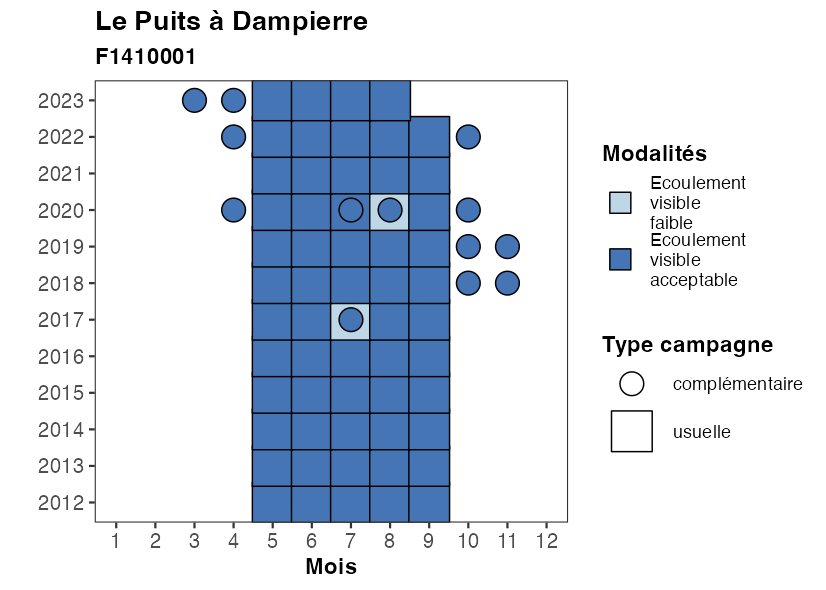 Le Puits à Dampierre
F1410001
2023
2022
2021
2020
2019
2018
2017
2016
2015
2014
2013
2012
1 2 3 4 5 6 7 8 9 10 11 12
Mois
Modalités
Ecoulement
visible
faible
Ecoulement
visible
acceptable
Type campagne
complémentaire
usuelle